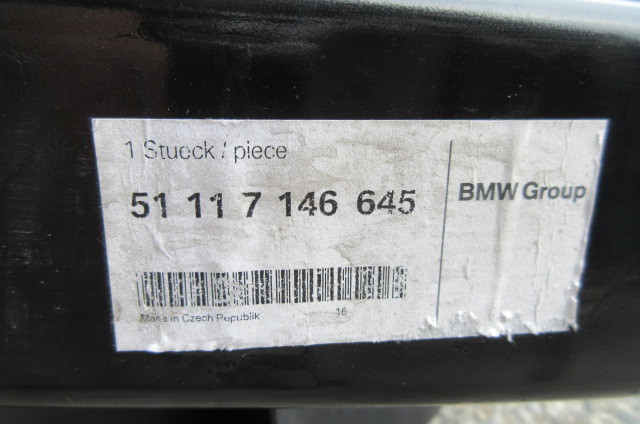 1 Stueck / piece
51 11 7 146 645
BMW Group
Made in Czech Republik
16